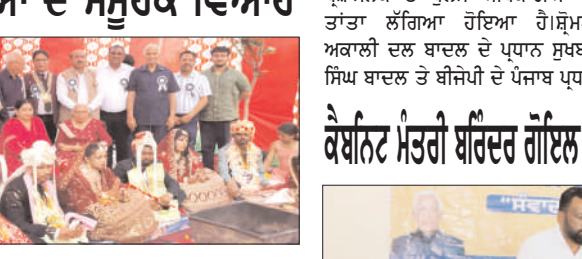 ਦੇ ਸਮੂਹਿਕ ਵਿਆਹ
ਤਾਂਤਾ ਲੱਗਿਆ ਹੋਇਆ ਹੈ।ਸ਼੍ਰੋਮ
ਅਕਾਲੀ ਦਲ ਬਾਦਲ ਦੇ ਪ੍ਰਧਾਨ ਸੁਖਬ
ਸਿੰਘ ਬਾਦਲ ਤੇ ਬੀਜੇਪੀ ਦੇ ਪੰਜਾਬ ਪ੍ਰਧ
ਕੈਬਨਿਟ ਮੰਤਰੀ ਬਰਿੰਦਰ ਗੋਇਲ